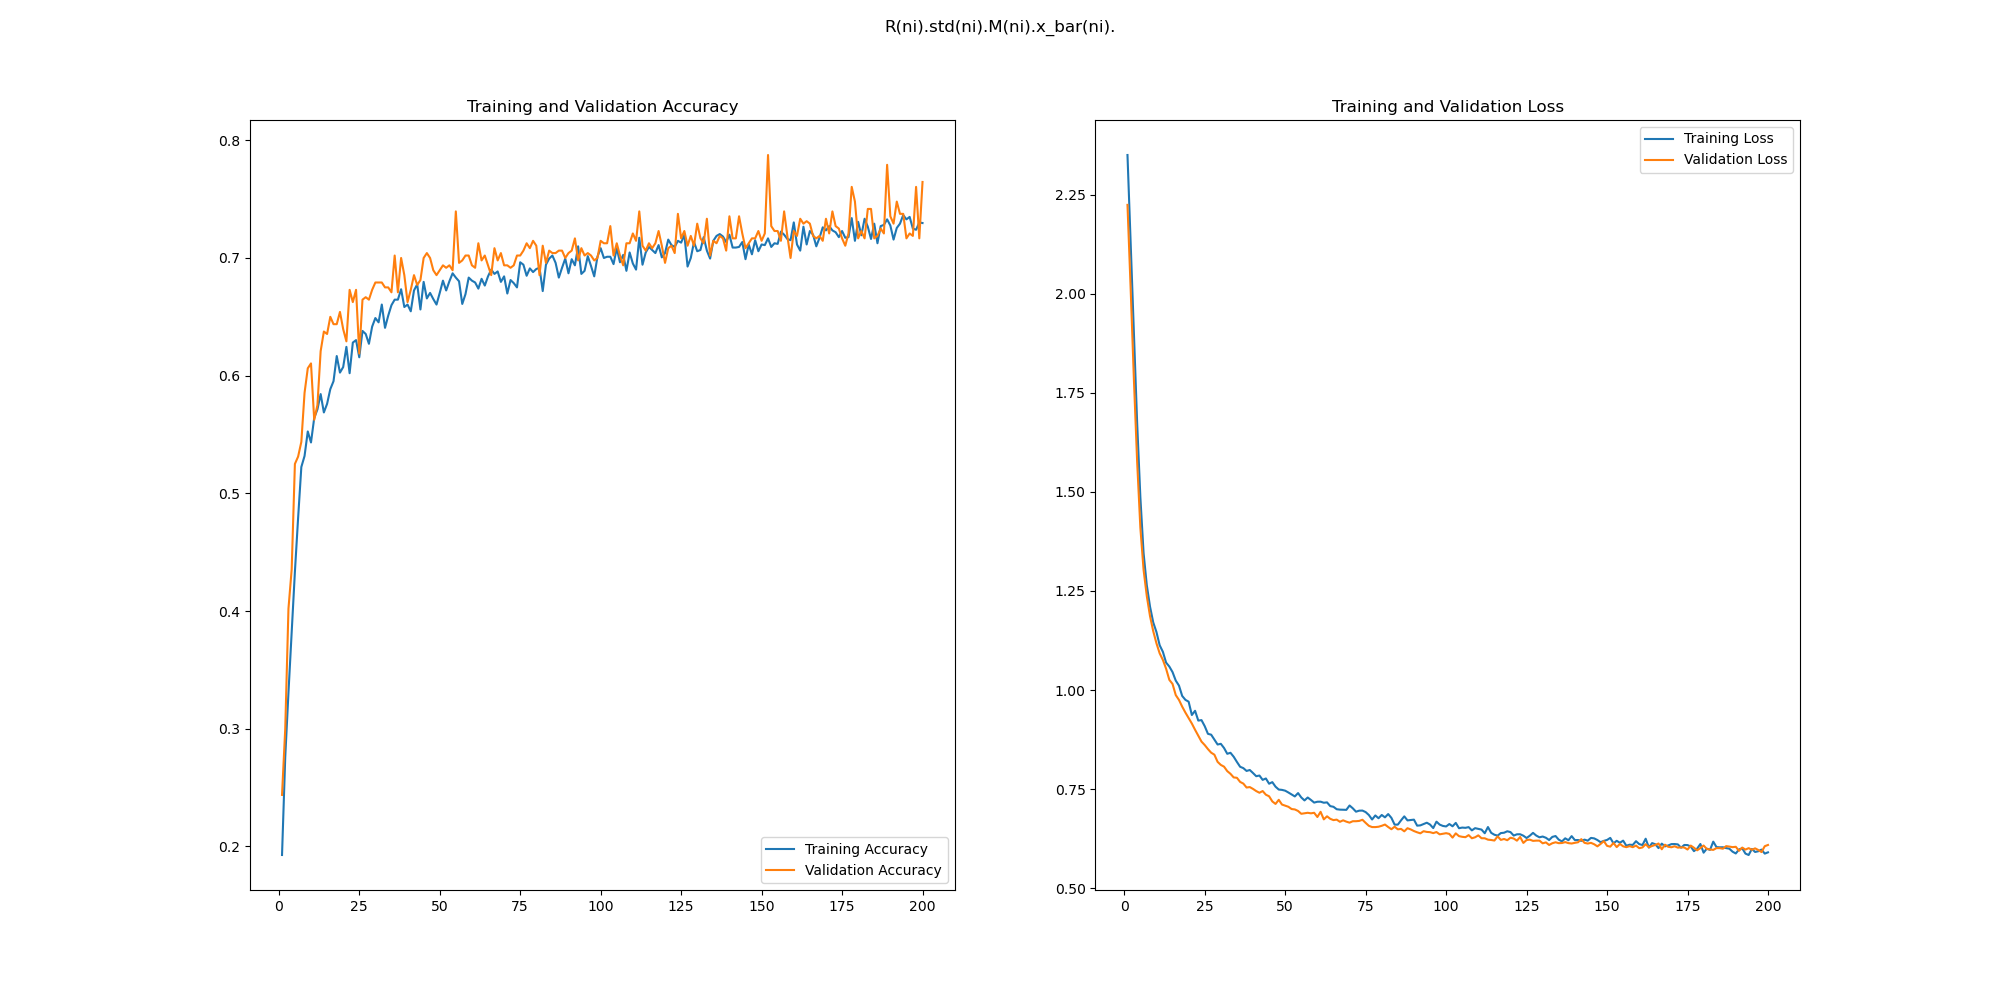 R(ni).std(ni).M(ni).x_bar(ni).
Training and Validation Accuracy
0.8
0.7
0.6
0.5
0.4
0.3
0.2
0 25 50 75 100 125 150 175 200
Training Accuracy
Validation Accuracy
Training and Validation Loss
2.25
2.00
1.75
1.50
1.25
1.00
0.75
0.50
0 25 50 75 100 125 150 175 200
Training Loss
Validation Loss